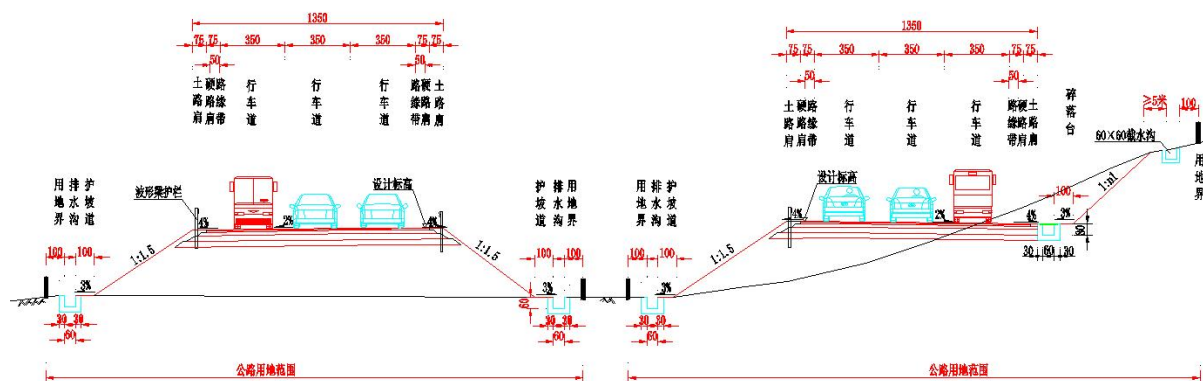 1350
75 75 350 350 350 75 75
50 50
土路肩
硬路肩
路缘带
行车道
行车道
行车道
路缘带
硬路肩
土路肩
用地界
排水沟
护坡道
波形梁护栏
设计标高
护坡道
排水沟
用地界
4% 2% 4%
1:1.5 1:1.5
100 100 100 100
3% 3%
60
30 30 30 30
60 60
公路用地范围
1350
75 75 350 350 350 75 75
50 50
土路肩
硬路肩
路缘带
行车道
行车道
行车道
路缘带
硬路肩
土路肩
碎落台
≥5米 100
60×60截水沟
用地界
用地界
排水沟
护坡道
设计标高
1:n1
100
4% 2% 4% 3%
1:1.5
80
30 60 30
100 100
3%
30 30
60
公路用地范围